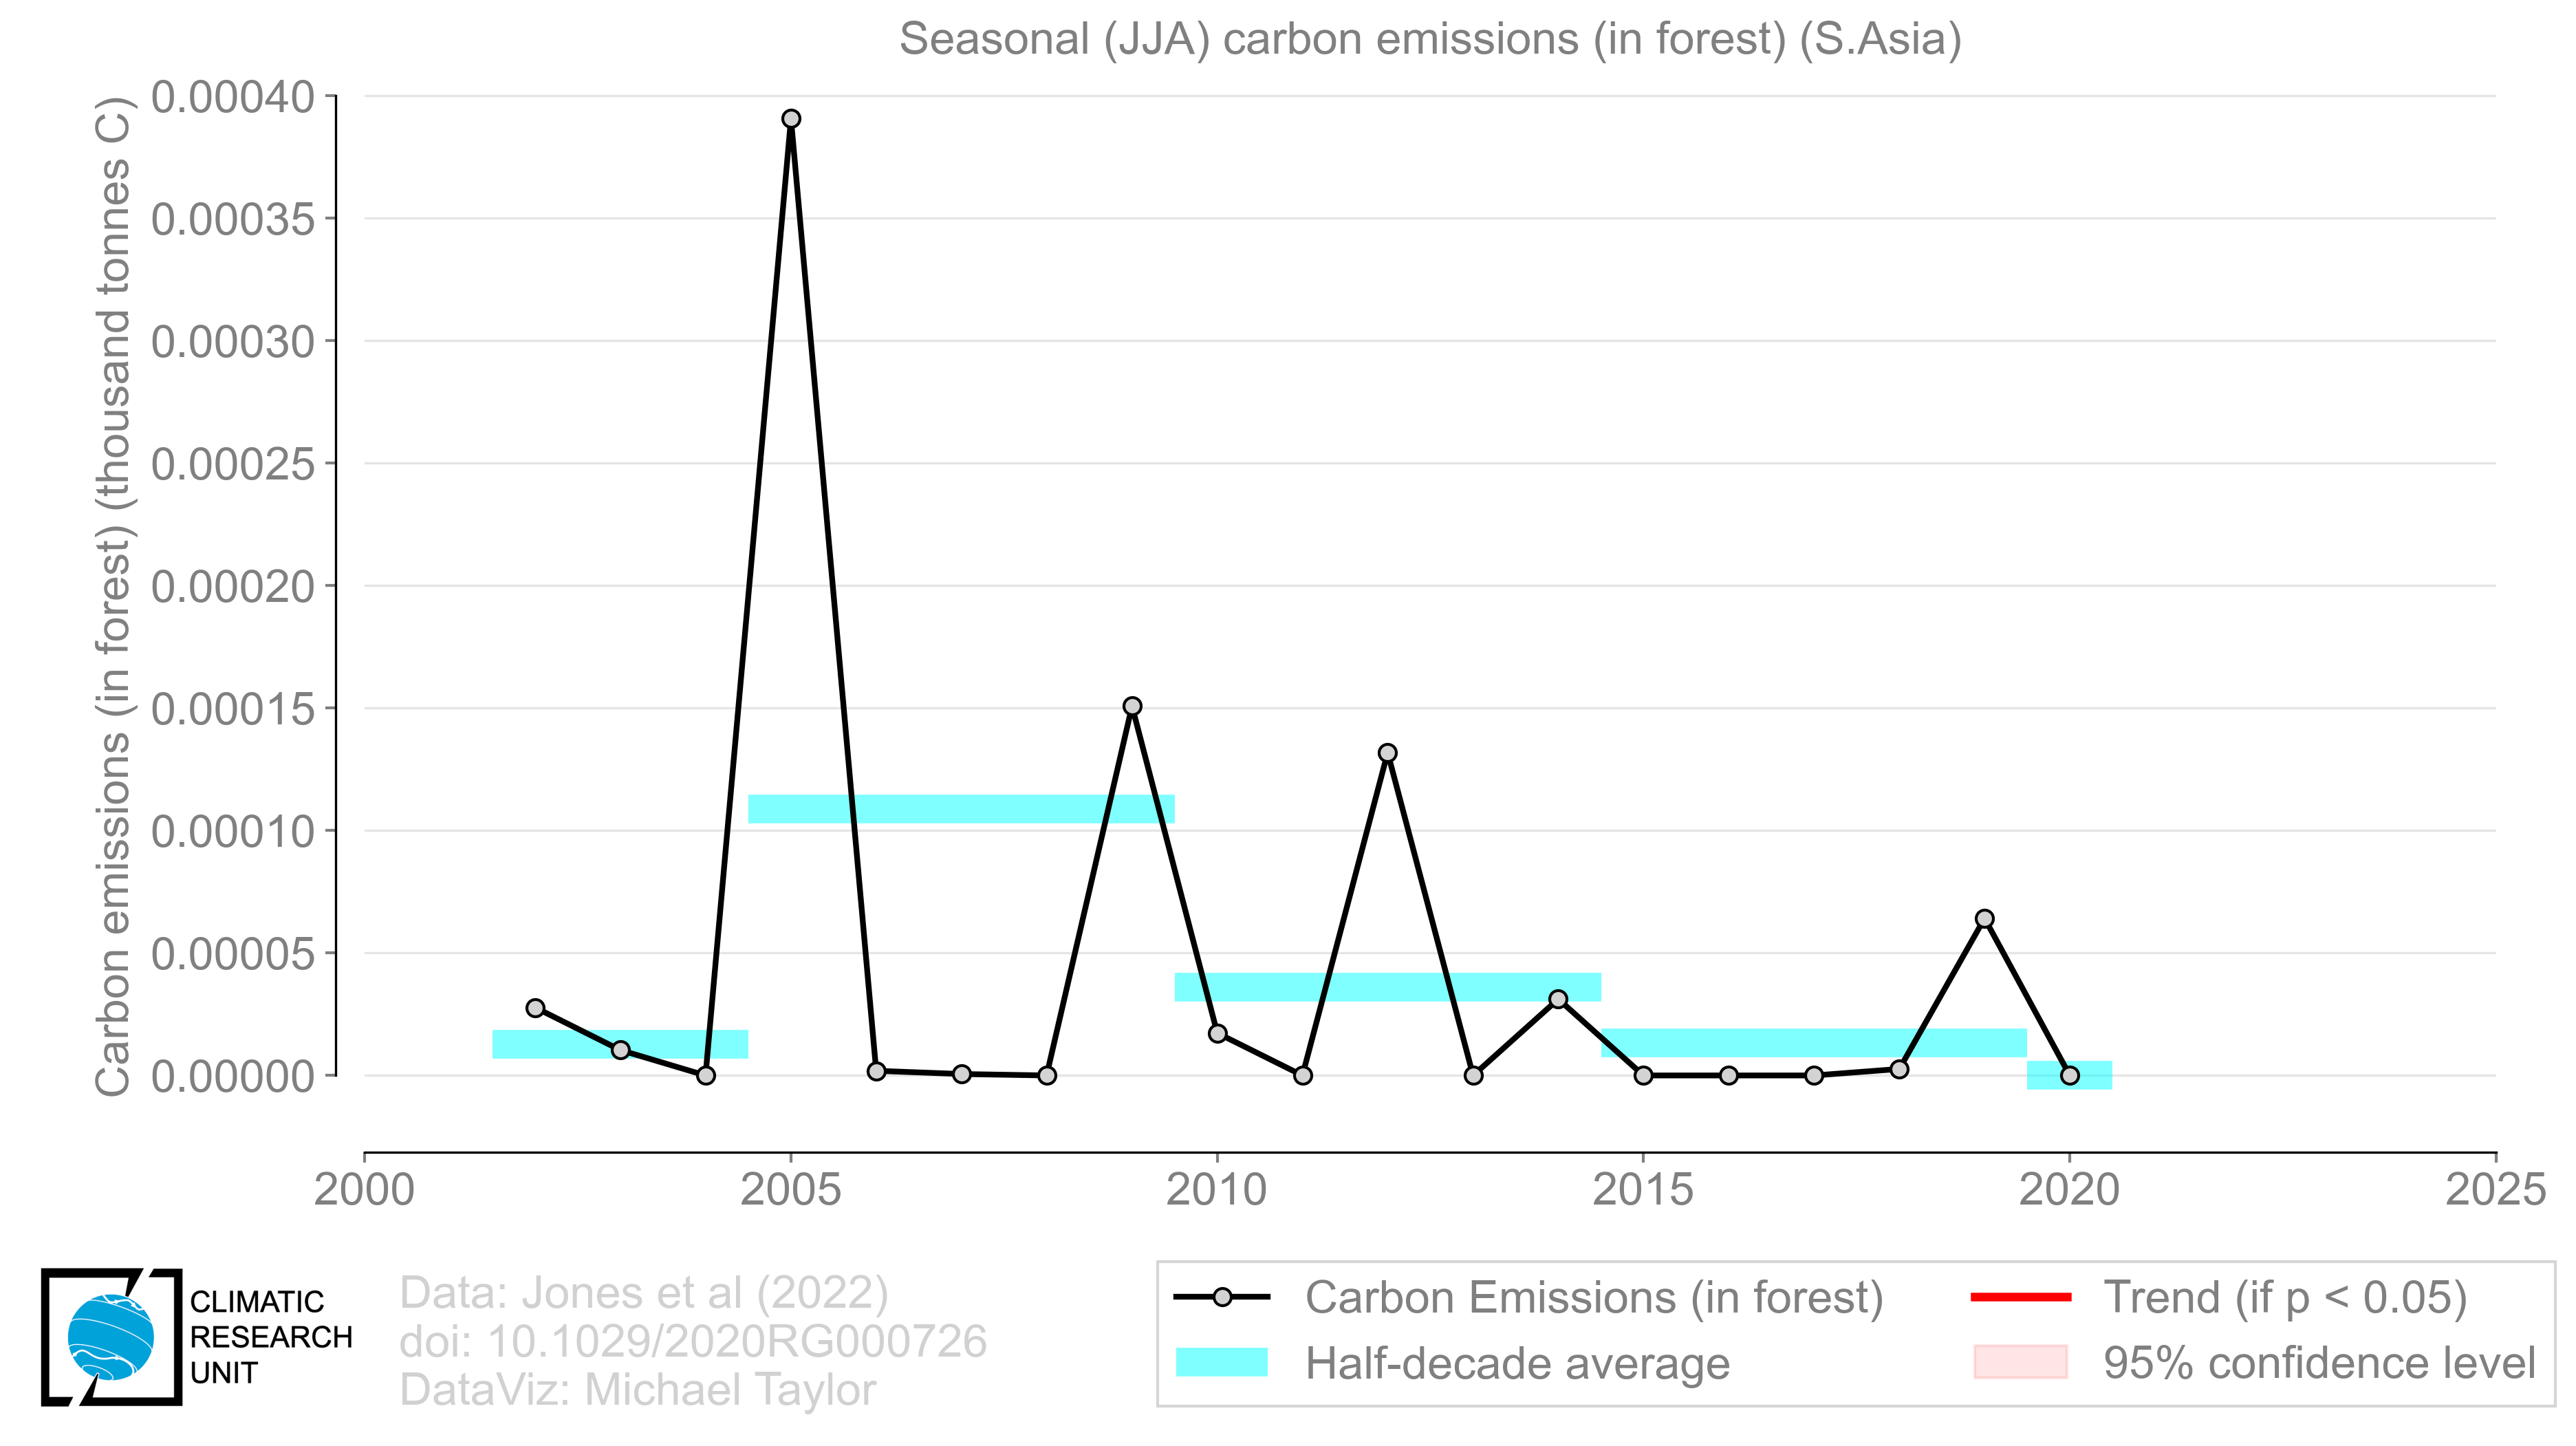 Seasonal (JJA) carbon emissions (in forest) (S.Asia)
Carbon emissions (in forest) (thousand tonnes C)
0.00040
0.00035
0.00030
0.00025
0.00020
0.00015
0.00010
0.00005
0.00000
2000
2005
2010
2015
2020
2025
CLIMATIC
RESEARCH
UNIT
Data: Jones et al (2022)
doi: 10.1029/2020RG000726
DataViz: Michael Taylor
Carbon Emissions (in forest)
Half-decade average
Trend (if p < 0.05)
95% confidence level